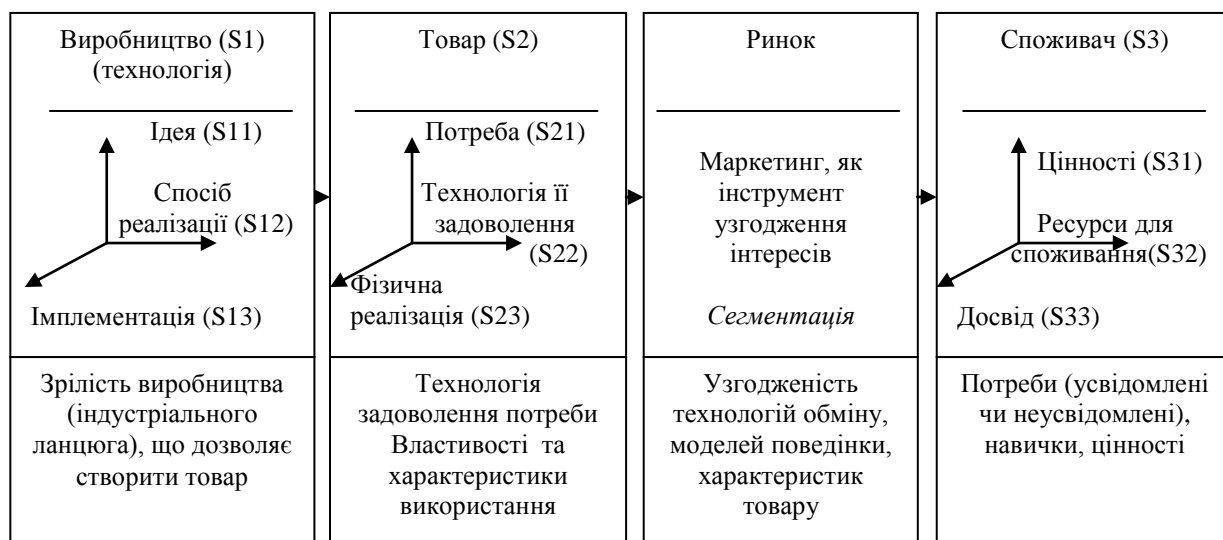 Виробництво (S1)
(технологія)
Ідея (S11)
Спосіб
реалізації (S12)
Імплементація (S13)
Зрілість виробництва
(індустріального
ланцюга), що дозволяє
створити товар
Товар (S2)
Потреба (S21)
Технологія її
задоволення
(S22)
Фізична
реалізація (S23)
Технологія
задоволення потреби
Властивості та
характеристики
використання
Ринок
Маркетинг, як
інструмент
узгодження
інтересів
Сегментація
Узгодженість
технологій обміну,
моделей поведінки,
характеристик
товару
Споживач (S3)
Цінності (S31)
Ресурси для
споживання(S32)
Досвід (S33)
Потреби (усвідомлені
чи неусвідомлені),
навички, цінності